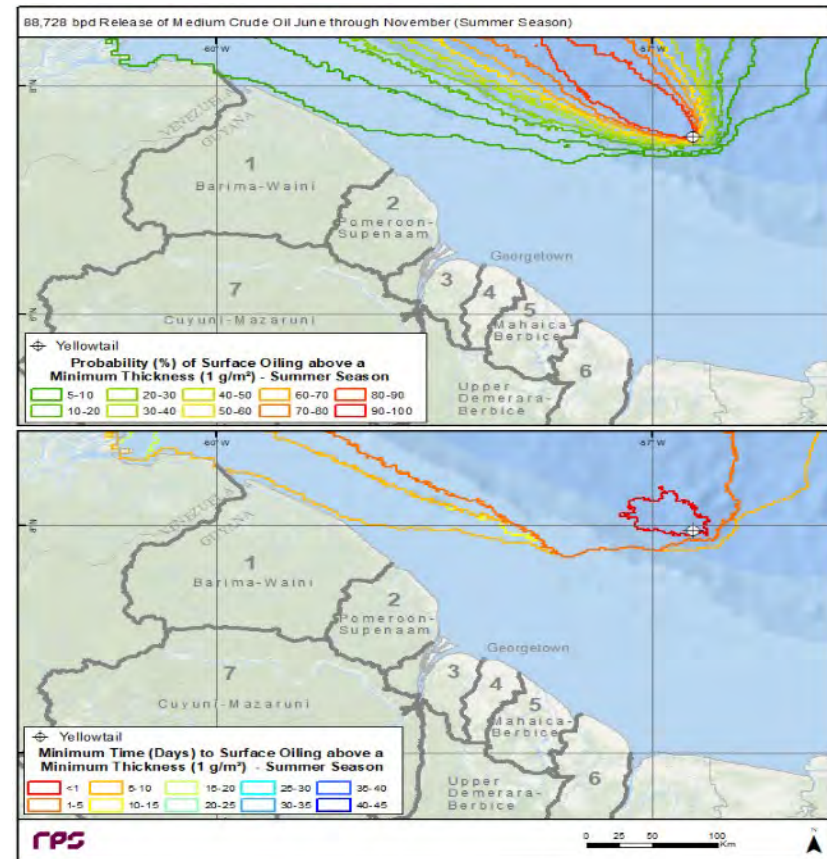 88,728 bpd Release of Medium Crude Oil June through November (Summer Season)
60°W
57°W
8°N
VENEZUELA
GUYANA
1
Barima-Waini
2
Pomeroon-
Supenaam
Georgetown
3
4
5
7
Cuyuni-Mazaruni
Mahaica-
Berbice
6°N
6
Upper
Demerara-
Berbice
Yellowtail
Probability (%) of Surface Oiling above a
Minimum Thickness (1 g/m²) - Summer Season
5-10 20-30 40-50 60-70 80-90
10-20 30-40 50-60 70-80 90-100
60°W
57°W
8°N
VENEZUELA
GUYANA
1
Barima-Waini
2
Pomeroon-
Supenaam
Georgetown
3
4
5
7
Cuyuni-Mazaruni
Mahaica-
Berbice
6
Upper
Demerara-
Berbice
Yellowtail
Minimum Time (Days) to Surface Oiling above a
Minimum Thickness (1 g/m²) - Summer Season
<1 5-10 15-20 25-30 35-40
1-5 10-15 20-25 30-35 40-45
rps
0 25 50 100
Km
N